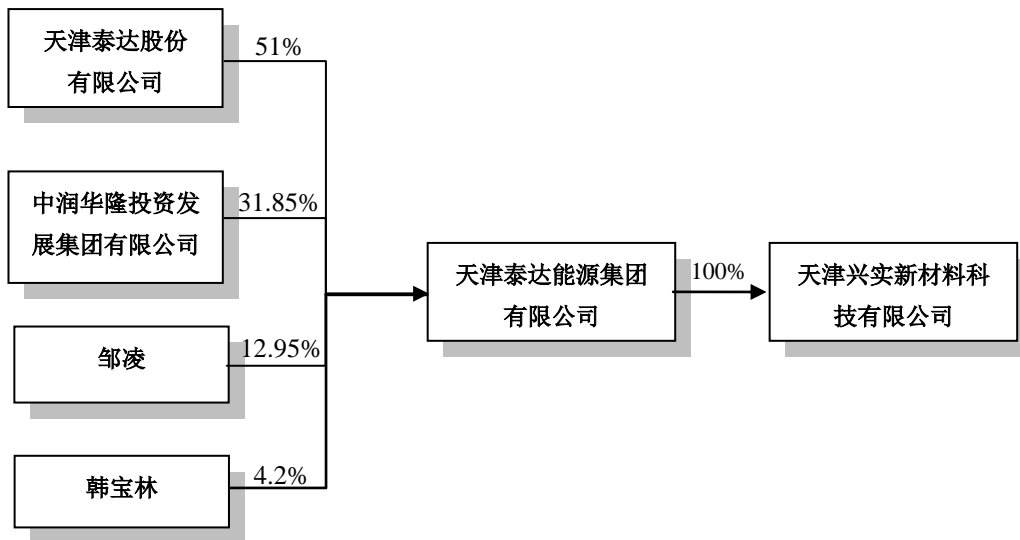 天津泰达股份
有限公司
51%
中润华隆投资发
展集团有限公司
31.85%
邹凌
12.95%
韩宝林
4.2%
天津泰达能源集团
有限公司
100%
天津兴实新材料科
技有限公司